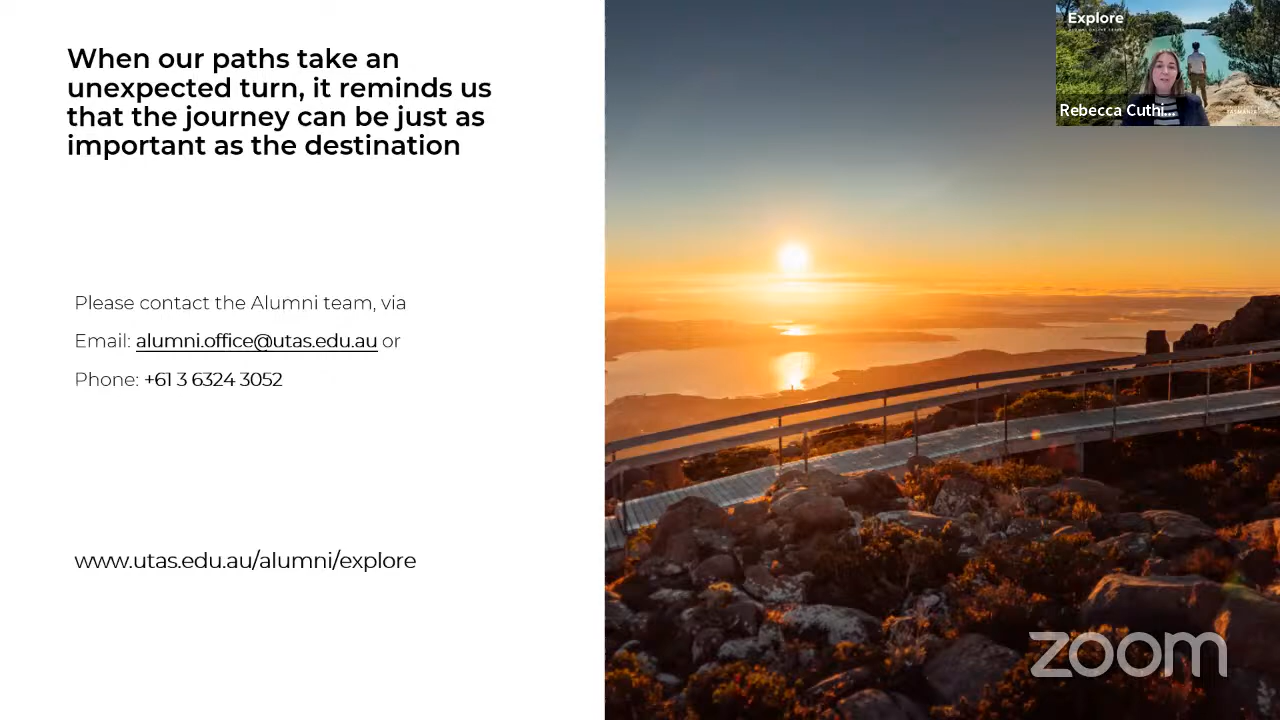 When our paths take an
unexpected turn, it reminds us
that the journey can be just as
important as the destination
Please contact the Alumni team, via
Email: alumni.office@utas.edu.au or
Phone: +61 3 6324 3052
www.utas.edu.au/alumni/explore
Explore
Rebecca Cuthi...
zoom